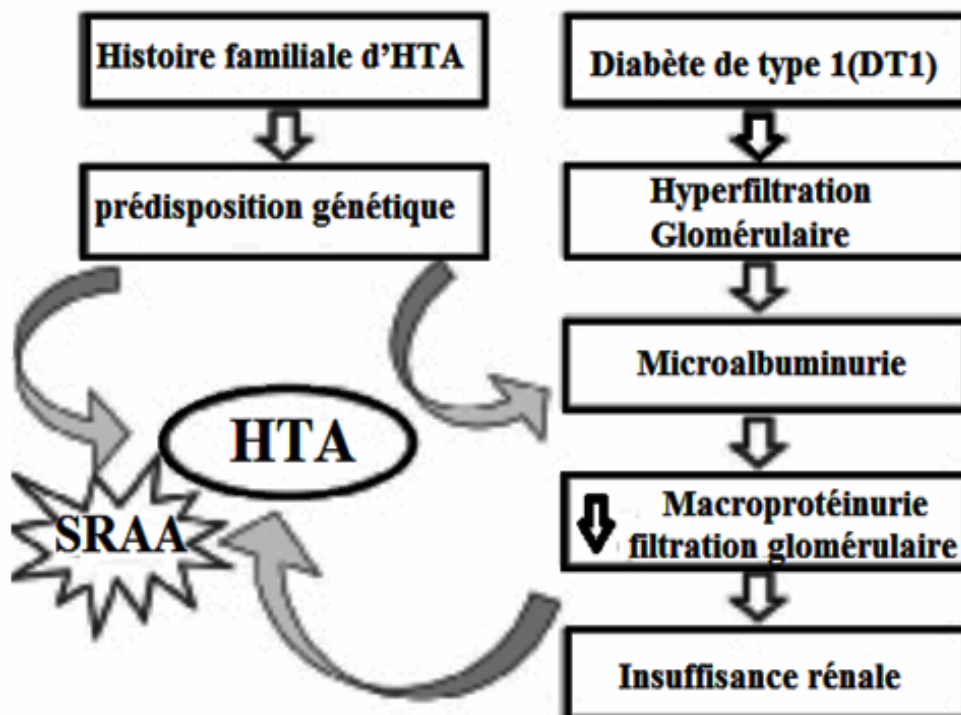 Histoire familiale d'HTA
prédisposition génétique
HTA
SRAA
Diabète de type 1(DT1)
Hyperfiltration
Glomérulaire
Microalbuminurie
Macroprotéinurie
filtration glomérulaire
Insuffisance rénale